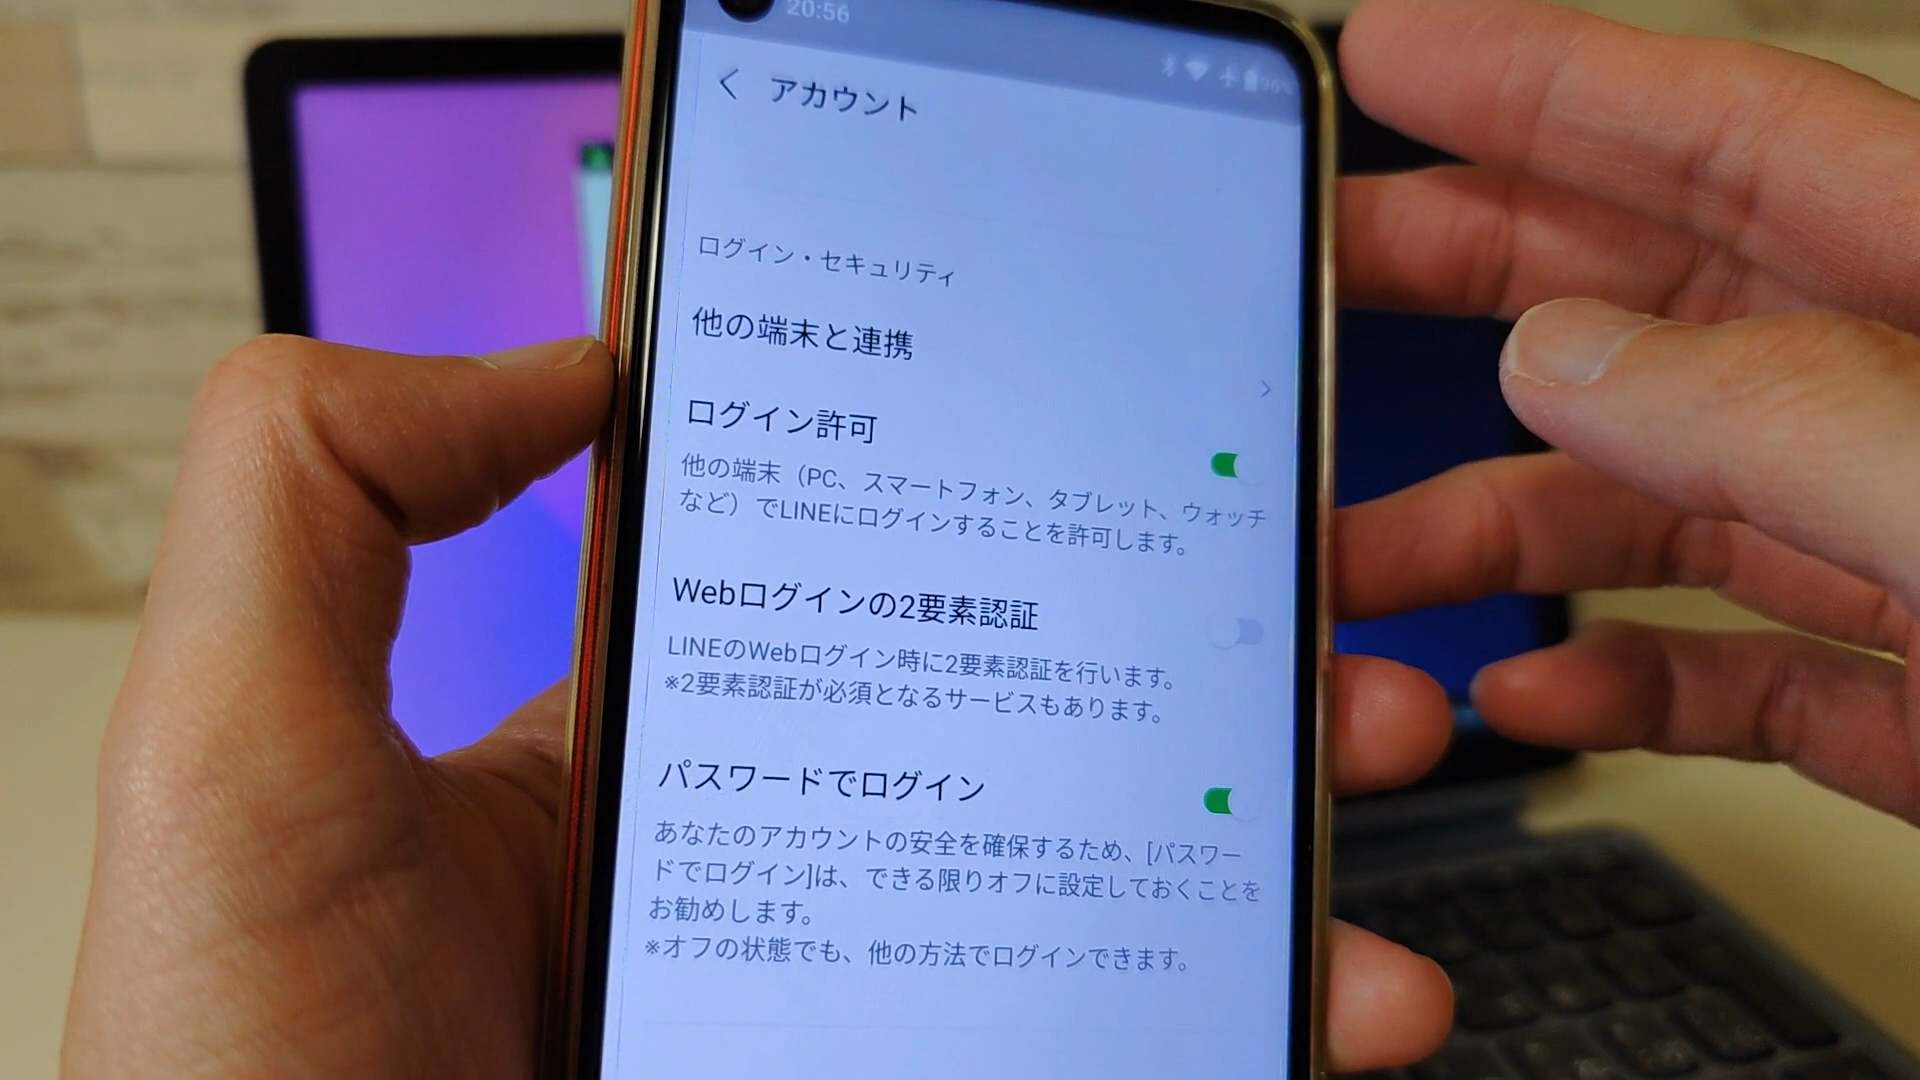 20:56
96%
アカウント
ログイン・セキュリティ
他の端末と連携
ログイン許可
他の端末（PC、スマートフォン、タブレット、ウォッチ
など）でLINEにログインすることを許可します。
Webログインの2要素認証
LINEのWebログイン時に2要素認証を行います。
※2要素認証が必須となるサービスもあります。
パスワードでログイン
あなたのアカウントの安全を確保するため、[パスワー
ドでログイン]は、できる限りオフに設定しておくことを
お勧めします。
※オフの状態でも、他の方法でログインできます。